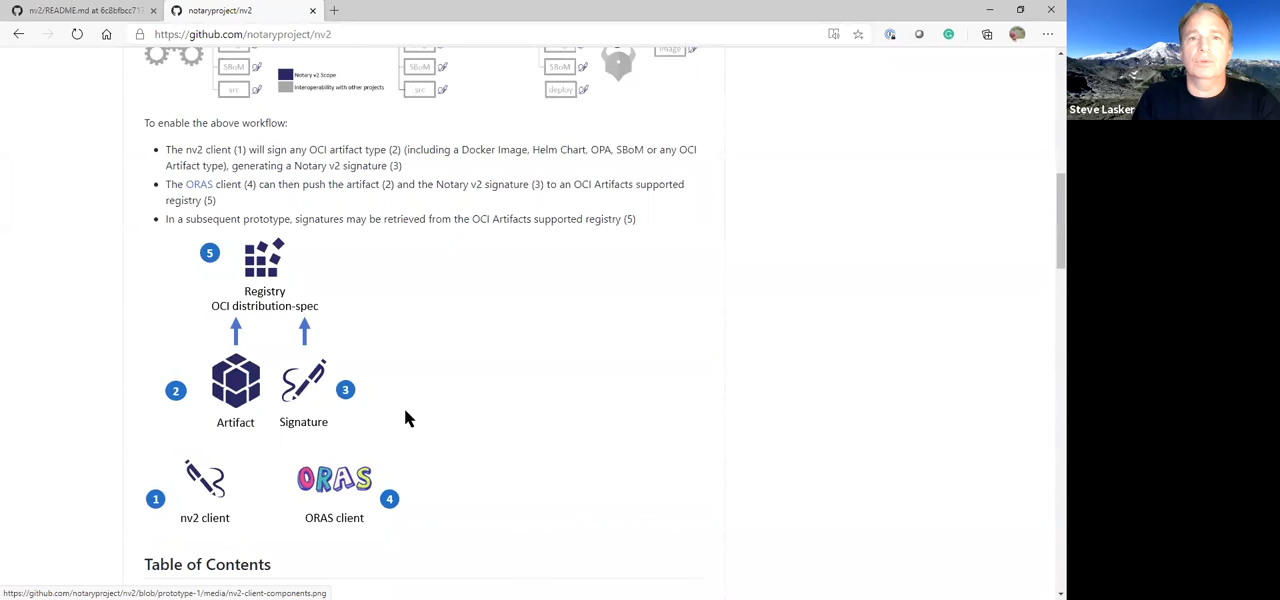 nv2/README.md at 6c8bfbcc71
notaryproject/nv2
https://github.com/notaryproject/nv2
Steve Lasker
image
SBoM
SBoM
SBoM
Notary v2 Scope
Interoperability with other projects
src
src
deploy
To enable the above workflow:
The nv2 client (1) will sign any OCI artifact type (2) (including a Docker Image, Helm Chart, OPA, SBoM or any OCI
Artifact type), generating a Notary v2 signature (3)
The ORAS client (4) can then push the artifact (2) and the Notary v2 signature (3) to an OCI Artifacts supported
registry (5)
In a subsequent prototype, signatures may be retrieved from the OCI Artifacts supported registry (5)
5
Registry
OCI distribution-spec
2
3
Artifact
Signature
ORAS
1
4
nv2 client
ORAS client
Table of Contents
https://github.com/notaryproject/nv2/blob/prototype-1/media/nv2-client-components.png